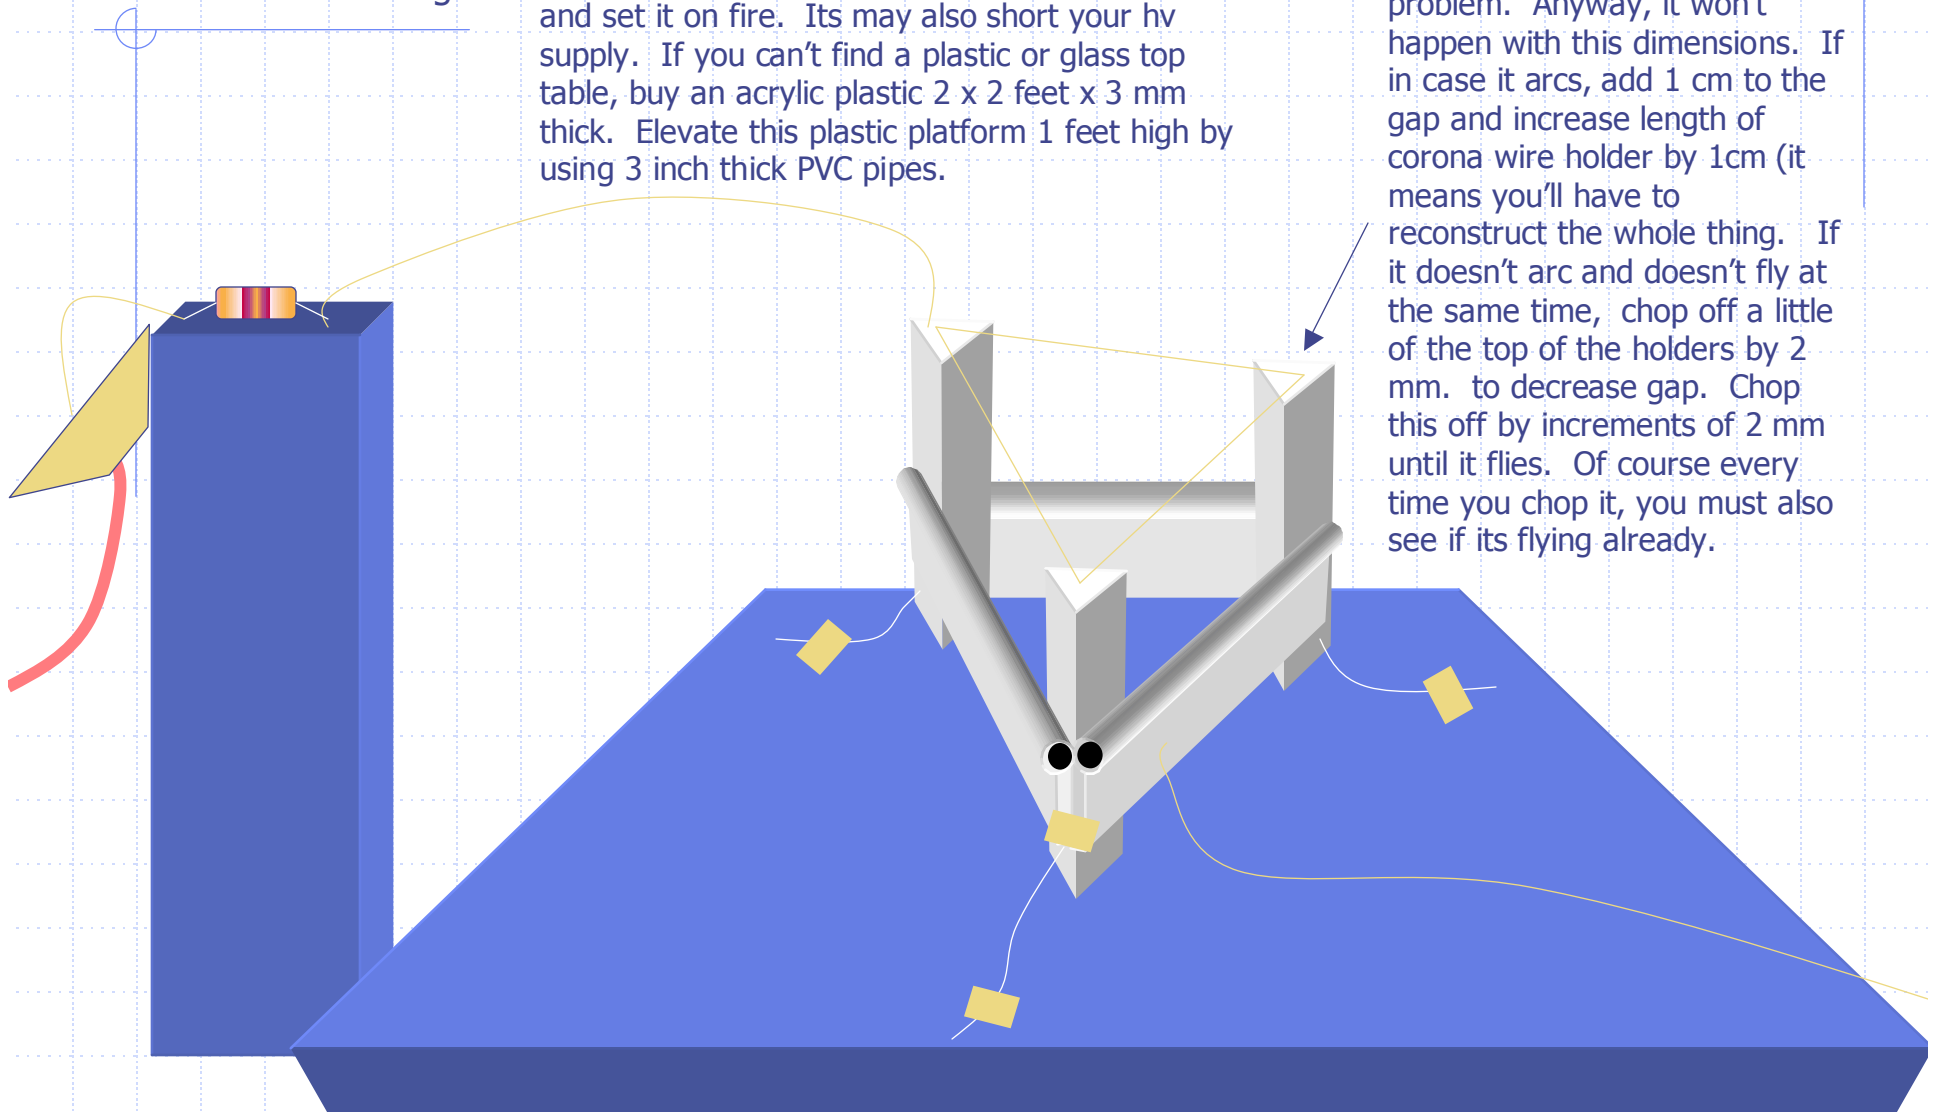 g
and set it on fire.  Its may also short your hv
supply.  If you can’t find a plastic or glass top
table, buy an acrylic plastic 2 x 2 feet x 3 mm
thick.  Elevate this plastic platform 1 feet high by
using 3 inch thick PVC pipes.
problem.  Anyway, it won’t
happen with this dimensions.  If
in case it arcs, add 1 cm to the
gap and increase length of
corona wire holder by 1cm (it
means you’ll have to
reconstruct the whole thing.   If
it doesn’t arc and doesn’t fly at
the same time,  chop off a little
of the top of the holders by 2
mm.  to decrease gap.  Chop
this off by increments of 2 mm
until it flies.  Of course every
time you chop it, you must also
see if its flying already.